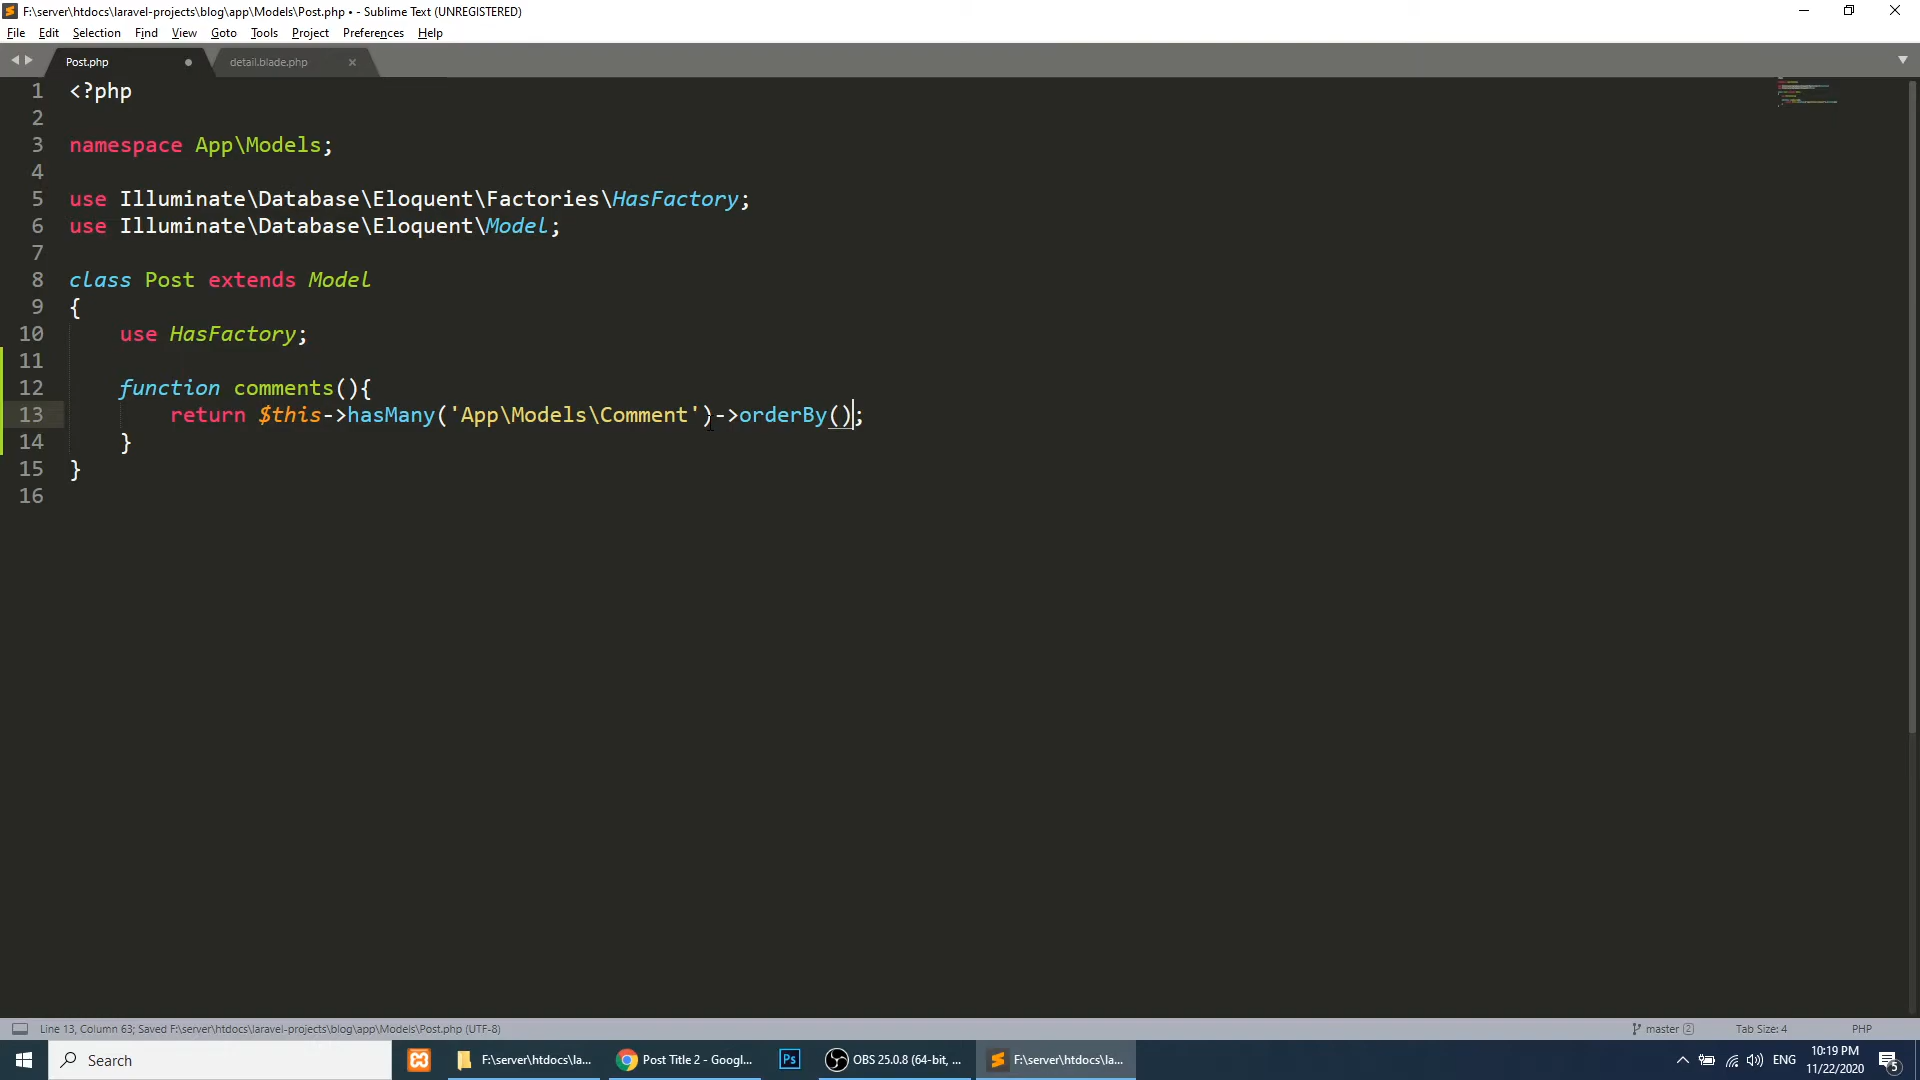 F:\server\htdocs\laravel-projects\blog\app\Models\Post.php • - Sublime Text (UNREGISTERED)
File Edit Selection Find View Goto Tools Project Preferences Help
Post.php detail.blade.php
1 <?php
2
3 namespace App\Models;
4
5 use Illuminate\Database\Eloquent\Factories\HasFactory;
6 use Illuminate\Database\Eloquent\Model;
7
8 class Post extends Model
9 {
10 use HasFactory;
11
12 function comments(){
13 return $this->hasMany('App\Models\Comment')->orderBy();
14 }
15 }
16
Line 13, Column 63; Saved F:\server\htdocs\laravel-projects\blog\app\Models\Post.php (UTF-8) master 2 Tab Size: 4 PHP
Search F:\server\htdocs\la... Post Title 2 - Googl... Ps OBS 25.0.8 (64-bit, ... F:\server\htdocs\la... ENG 10:19 PM
11/22/2020 5